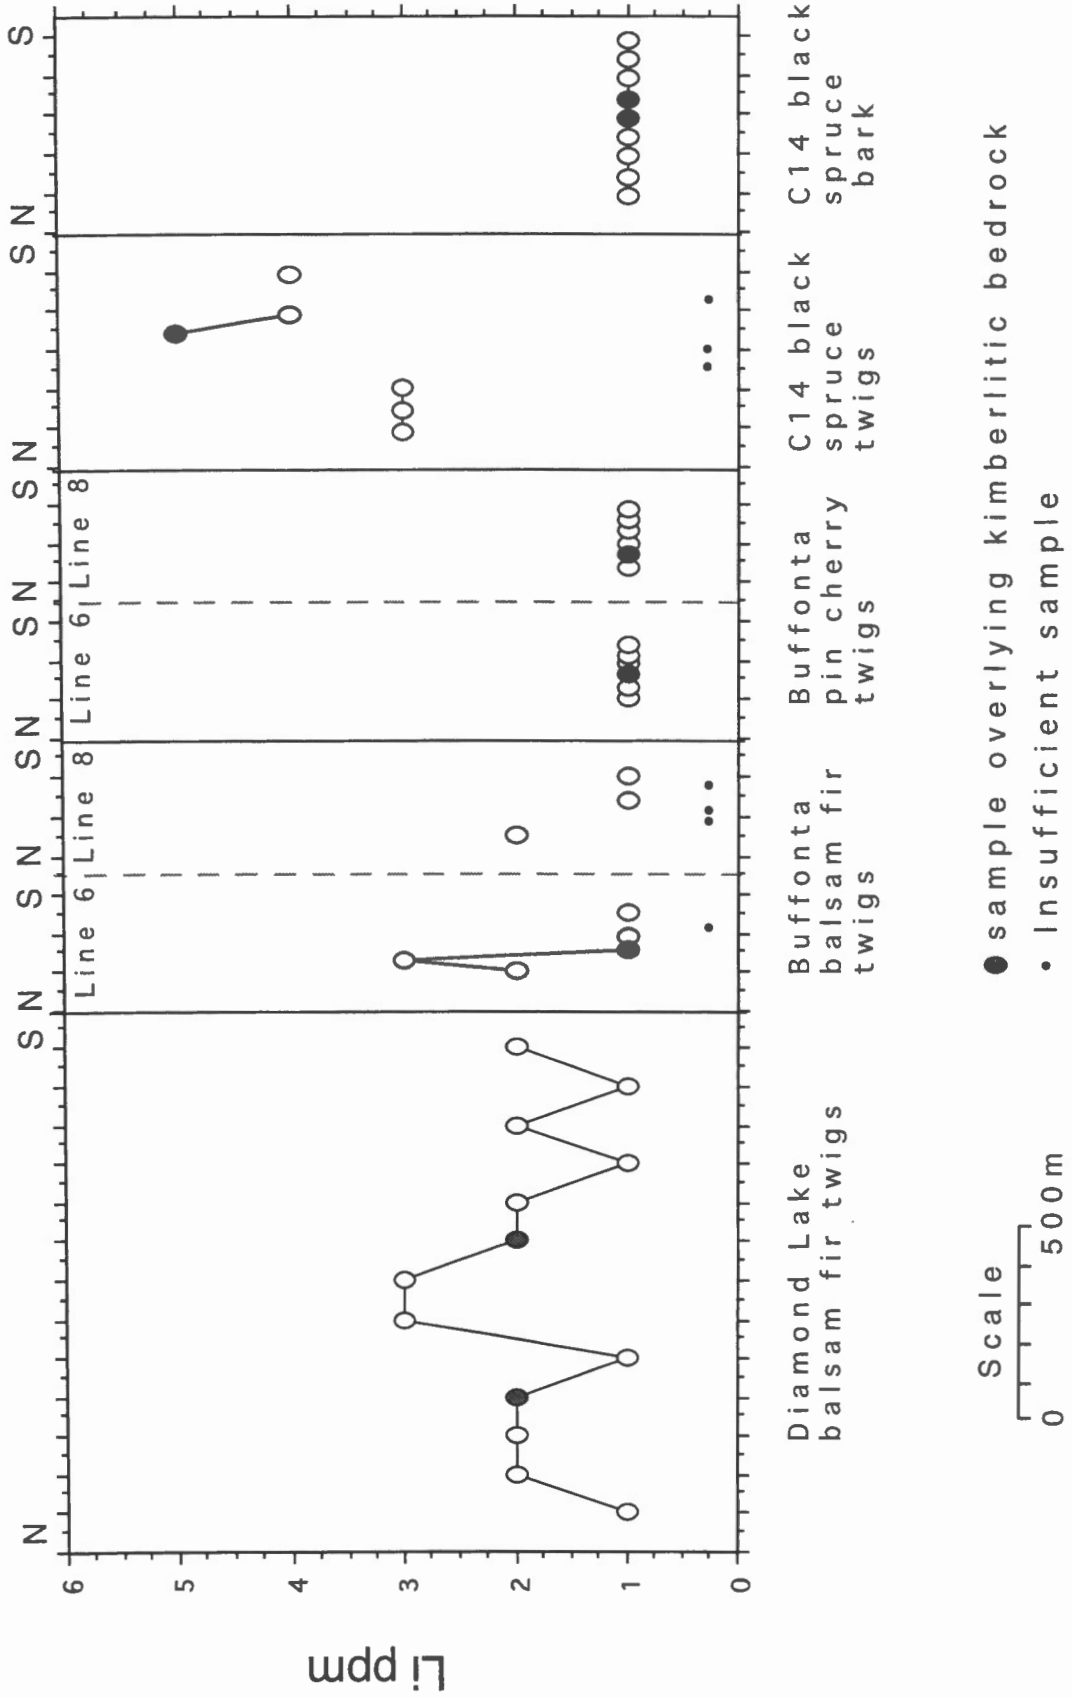 N S N S N S N S N S N S N S
Line 6 Line 8 Line 6 Line 8
6
5
4
3
2
1
0
Li ppm
Diamond Lake
balsam fir twigs
Buffonta
balsam fir
twigs
Buffonta
pin cherry
twigs
C14 black
spruce
twigs
C14 black
spruce
bark
Scale
0 500m
sample overlying kimberlitic bedrock
Insufficient sample